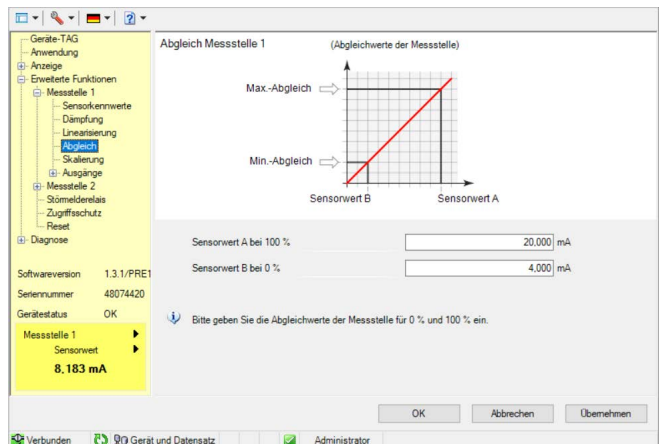 Geräte-TAG
Anwendung
Anzeige
Erweiterte Funktionen
Messstelle 1
Sensorkennwerte
Dämpfung
Linearisierung
Abgleich
Skalierung
Ausgänge
Messstelle 2
Störmelderelais
Zugriffsschutz
Reset
Diagnose
Softwareversion 1.3.1/PRE1
Seriennummer 48074420
Gerätestatus OK
Messstelle 1
Sensorwert
8,183 mA
Abgleich Messstelle 1
(Abgleichwerte der Messstelle)
Max.-Abgleich
Min.-Abgleich
Sensorwert B Sensorwert A
Sensorwert A bei 100 % 20,000 mA
Sensorwert B bei 0 % 4,000 mA
Bitte geben Sie die Abgleichwerte der Messstelle für 0 % und 100 % ein.
OK Abbrechen Übernehmen
Verbunden Gerät und Datensatz Administrator